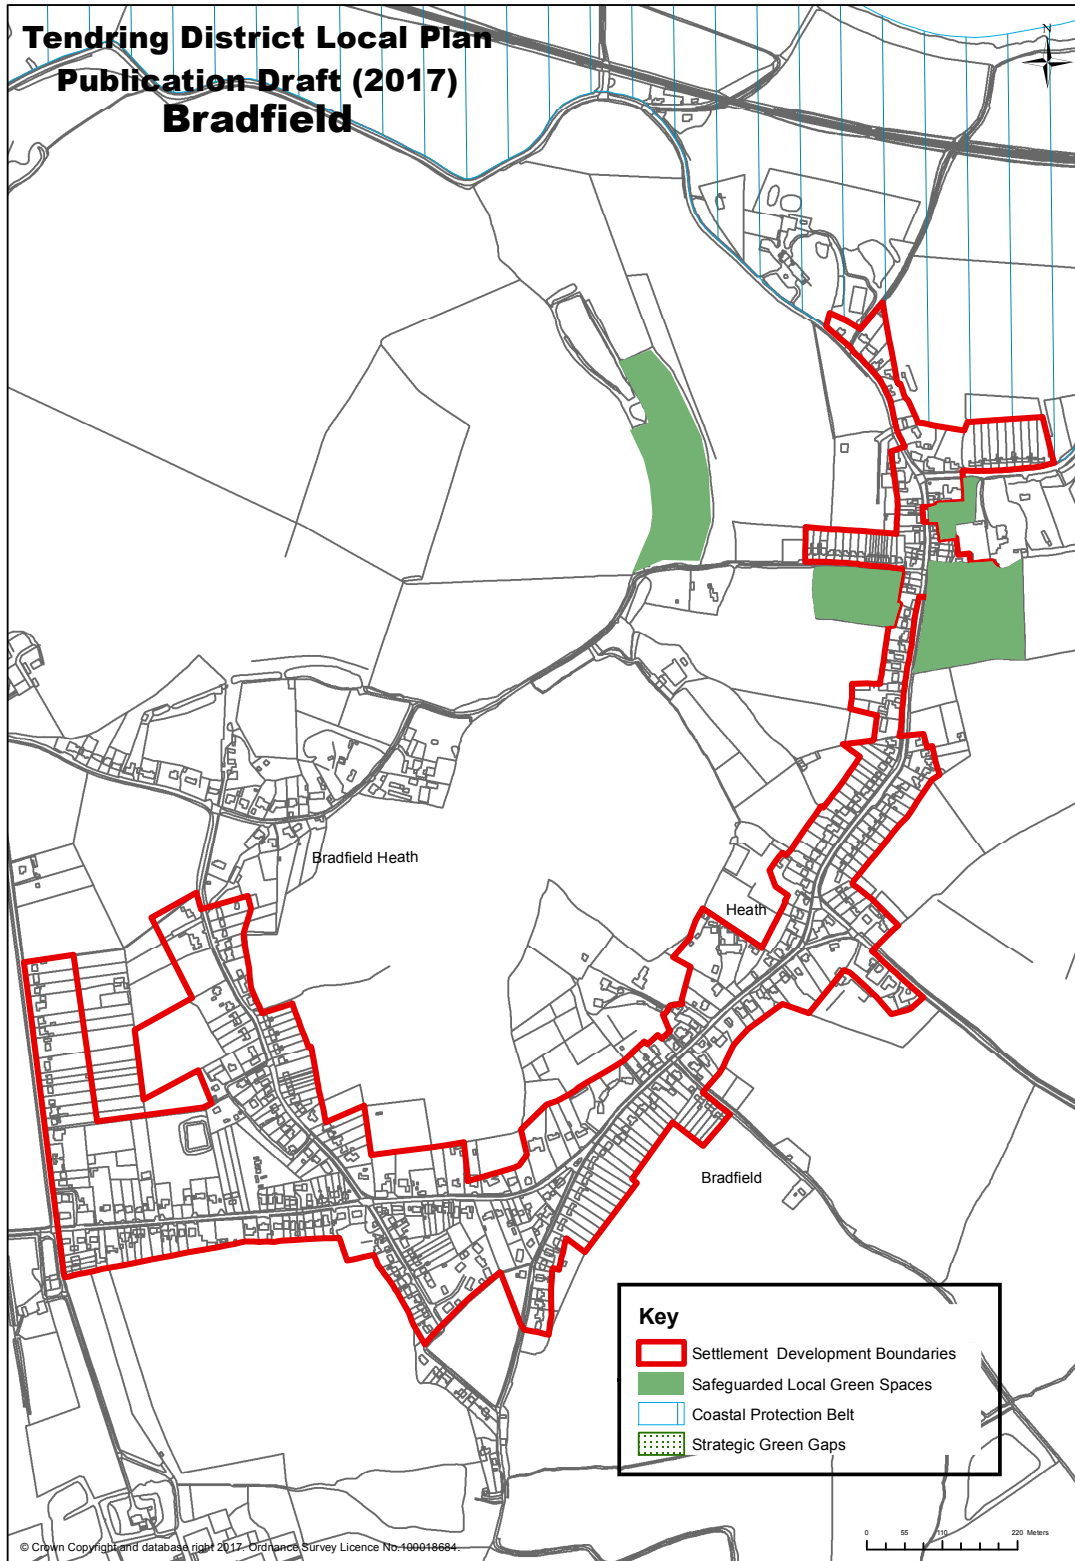 Tendring District Local Plan
Publication Draft (2017)
Bradfield
N
Bradfield Heath
Heath
Bradfield
Key
Settlement Development Boundaries
Safeguarded Local Green Spaces
Coastal Protection Belt
Strategic Green Gaps
0 55 110 220 Meters
© Crown Copyright and database right 2017. Ordnance Survey Licence No.100018684.